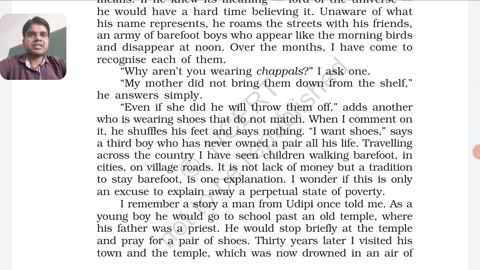 means. If he knew its meaning — lord of the universe —
he would have a hard time believing it. Unaware of what
his name represents, he roams the streets with his friends,
an army of barefoot boys who appear like the morning birds
and disappear at noon. Over the months, I have come to
recognise each of them.
“Why aren’t you wearing chappals?” I ask one.
“My mother did not bring them down from the shelf,”
he answers simply.
“Even if she did he will throw them off,” adds another
who is wearing shoes that do not match. When I comment
on it, he shuffles his feet and says nothing. “I want shoes,” says
a third boy who has never owned a pair all his life. Travelling
across the country I have seen children walking barefoot, in
cities, on village roads. It is not lack of money but a tradition
to stay barefoot, is one explanation. I wonder if this is only
an excuse to explain away a perpetual state of poverty.
I remember a story a man from Udipi once told me. As a
young boy he would go to school past an old temple, where
his father was a priest. He would stop briefly at the temple
and pray for a pair of shoes. Thirty years later I visited his
town and the temple, which was now drowned in an air of